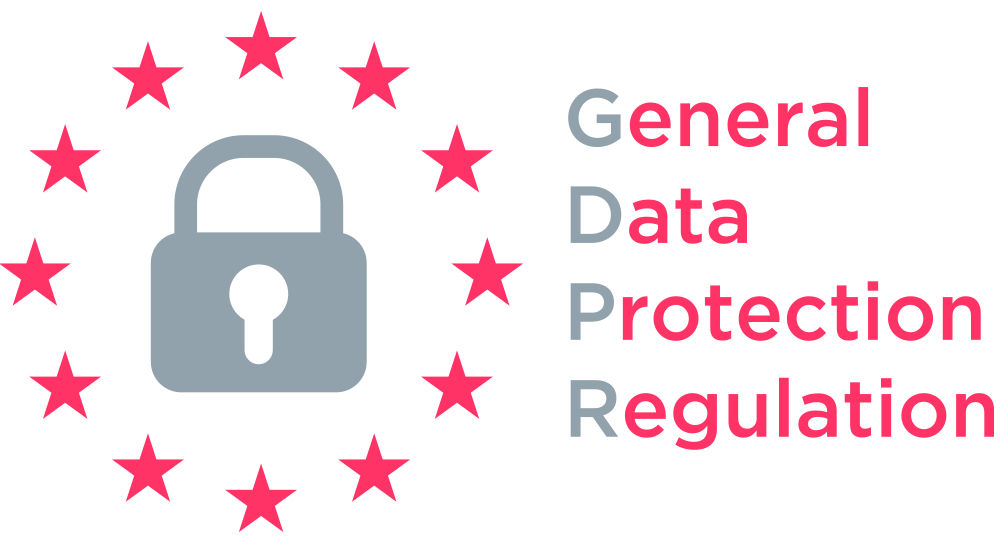 General
Data
Protection
Regulation